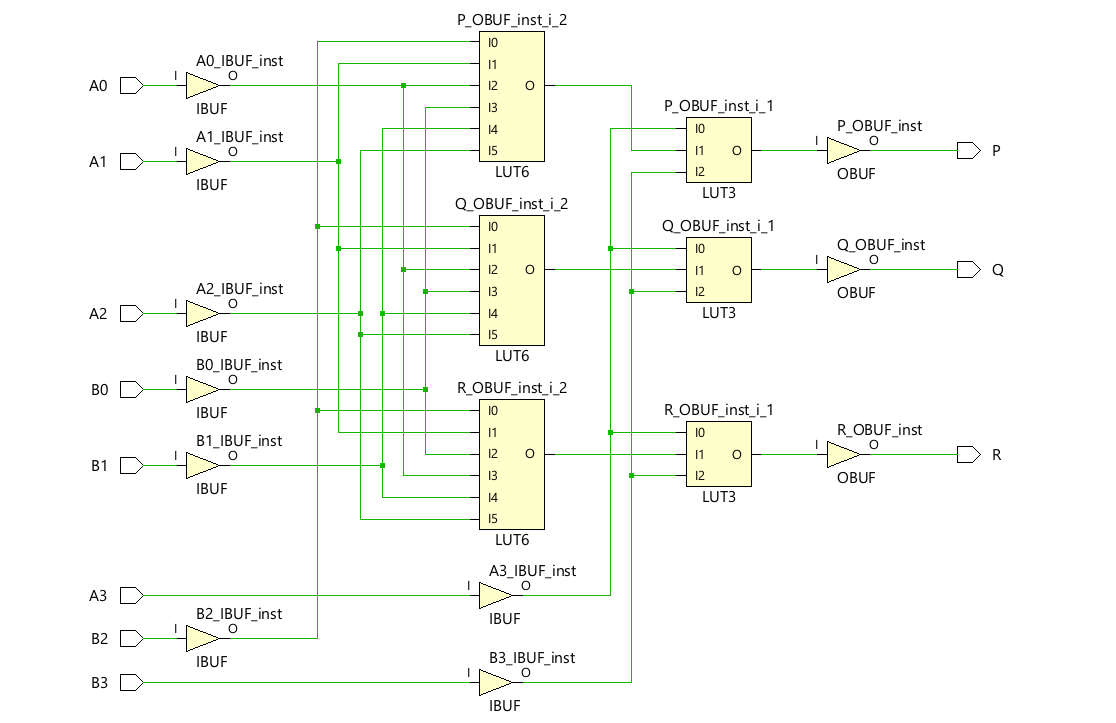 P_OBUF_inst_i_2
I0
A0_IBUF_inst
I1
I O
A0
I2 O
P_OBUF_inst_i_1
IBUF
I3
I4
I0
P_OBUF_inst
A1_IBUF_inst
I O
I5
I1 O
I O
P
A1
LUT6
I2
OBUF
IBUF
LUT3
Q_OBUF_inst_i_2
I0
Q_OBUF_inst_i_1
I1
I0
Q_OBUF_inst
I2 O
I1 O
I O
Q
A2_IBUF_inst
I3
I2
OBUF
I O
A2
I4
LUT3
IBUF
I5
LUT6
B0_IBUF_inst
I O
B0
R_OBUF_inst_i_2
IBUF
I0
R_OBUF_inst_i_1
I1
I0
R_OBUF_inst
B1_IBUF_inst
I O
I2 O
I1 O
I O
R
B1
I3
I2
OBUF
IBUF
I4
LUT3
I5
LUT6
A3_IBUF_inst
I O
A3
IBUF
B2_IBUF_inst
I O
B2
IBUF
B3_IBUF_inst
I O
B3
IBUF